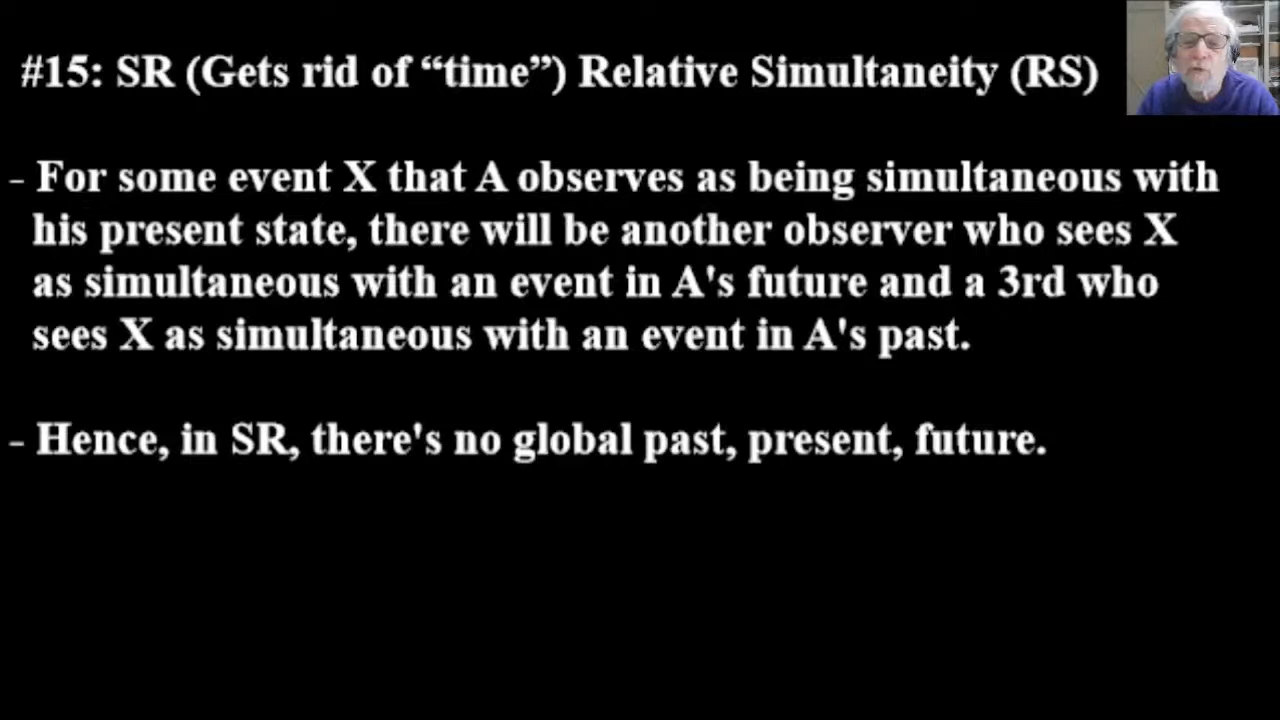 #15: SR (Gets rid of “time”) Relative Simultaneity (RS)
- For some event X that A observes as being simultaneous with
his present state, there will be another observer who sees X
as simultaneous with an event in A's future and a 3rd who
sees X as simultaneous with an event in A's past.
- Hence, in SR, there's no global past, present, future.